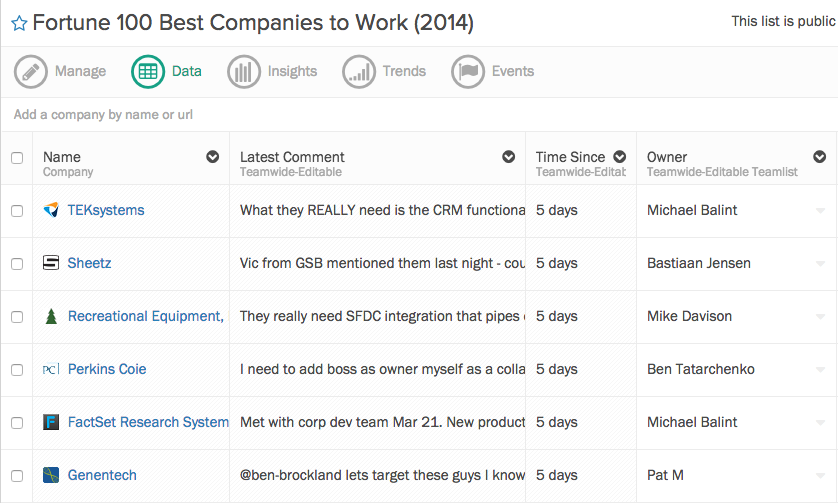 Fortune 100 Best Companies to Work (2014)
This list is public
Manage
Data
Insights
Trends
Events
Add a company by name or url
Name
Company
Latest Comment
Teamwide-Editable
Time Since
Teamwide-Editat
Owner
Teamwide-Editable Teamlist
TEKsystems
What they REALLY need is the CRM functiona
5 days
Michael Balint
Sheetz
Vic from GSB mentioned them last night - cou
5 days
Bastiaan Jensen
Recreational Equipment,
They really need SFDC integration that pipes
5 days
Mike Davison
PC
Perkins Coie
I need to add boss as owner myself as a colla
5 days
Ben Tatarchenko
F
FactSet Research System
Met with corp dev team Mar 21. New product
5 days
Michael Balint
Genentech
@ben-brockland lets target these guys I know
5 days
Pat M